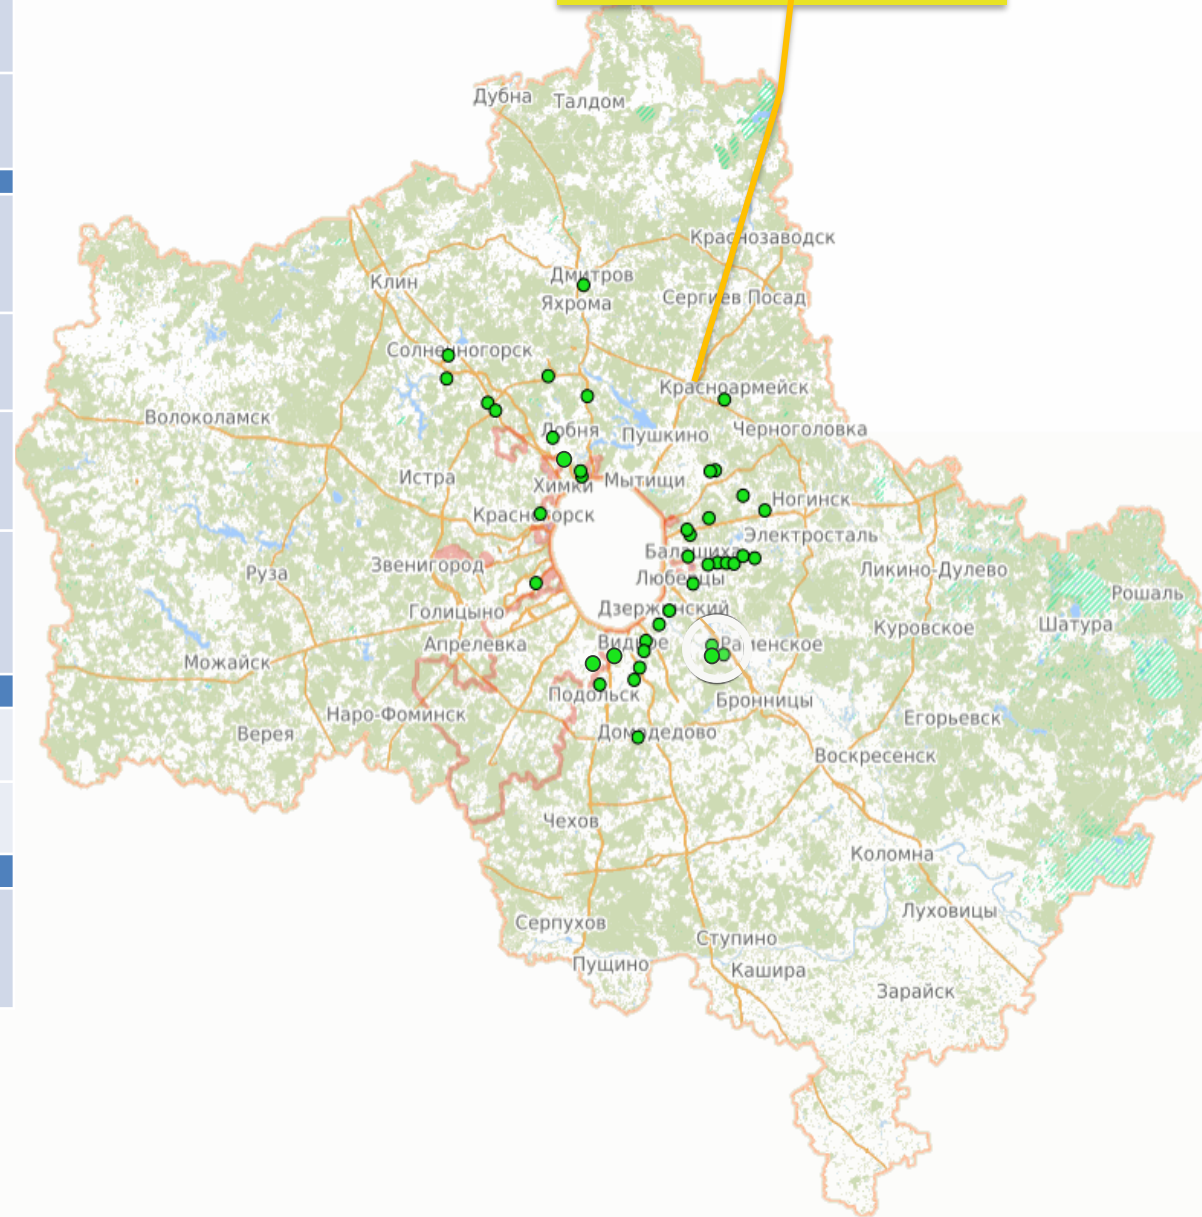 Дубна
Талдом
Краснозаводск
Дмитров
Клин
Сергиев Посад
Яхрома
Солнечногорск
Красноармейск
Волоколамск
Лобня
Черноголовка
Пушкино
Истра
Мытищи
Химки
Ногинск
Красногорск
Электросталь
Балашиха
Звенигород
Ликино-Дулево
Руза
Люберцы
Рошаль
Голицыно
Дзержинский
Шатура
Куровское
Апрелевка
Видное
Раменское
Можайск
Подольск
Бронницы
Наро-Фоминск
Егорьевск
Верея
Домодедово
Воскресенск
Чехов
Коломна
Луховицы
Серпухов
Ступино
Пущино
Кашира
Зарайск